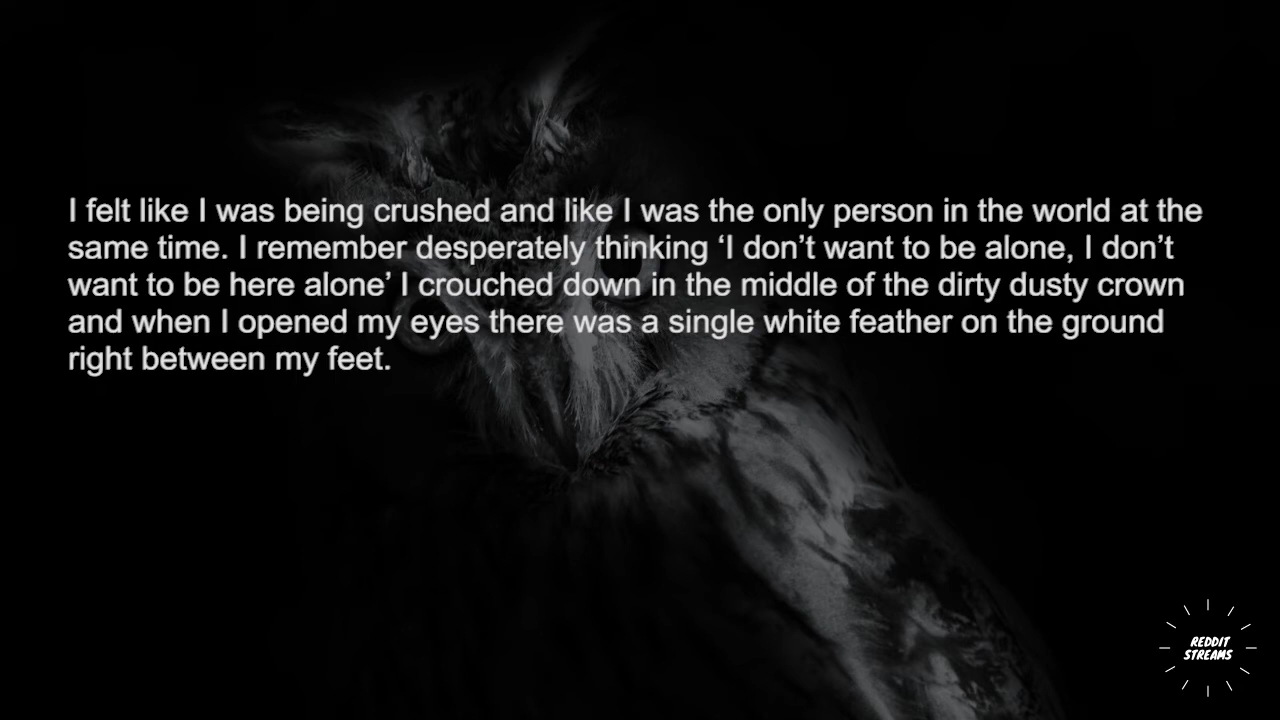 I felt like I was being crushed and like I was the only person in the world at the
same time. I remember desperately thinking ‘I don’t want to be alone, I don’t
want to be here alone’ I crouched down in the middle of the dirty dusty crown
and when I opened my eyes there was a single white feather on the ground
right between my feet.
REDDIT
STREAMS